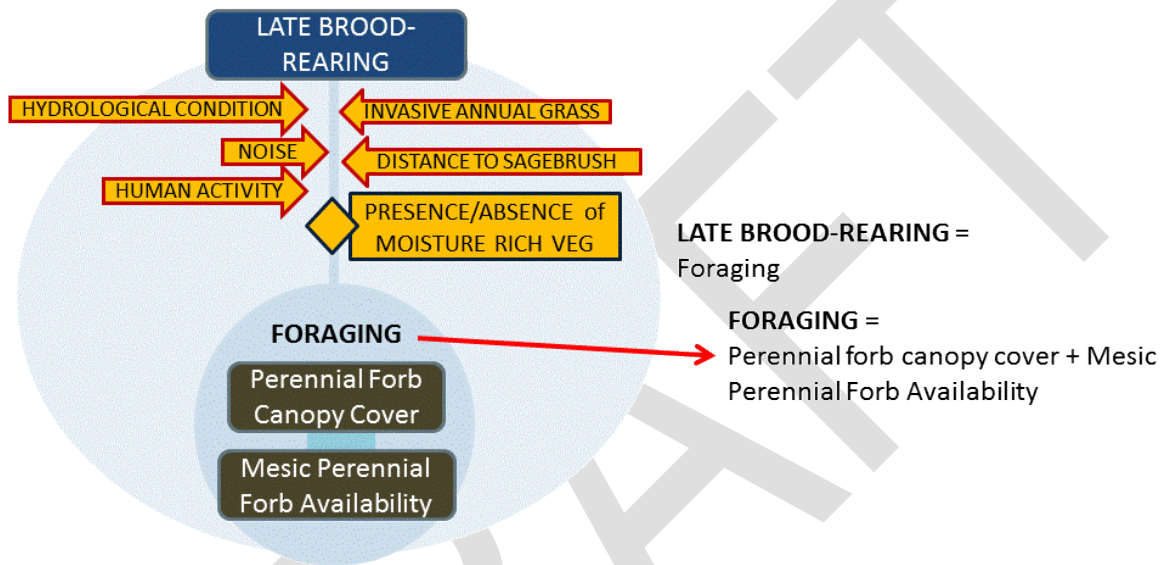 LATE BROOD-
REARING
HYDROLOGICAL CONDITION
INVASIVE ANNUAL GRASS
NOISE
DISTANCE TO SAGEBRUSH
HUMAN ACTIVITY
PRESENCE/ABSENCE of
MOISTURE RICH VEG
LATE BROOD-REARING =
Foraging
FORAGING
FORAGING =
Perennial forb canopy cover + Mesic
Perennial Forb Availability
Perennial Forb
Canopy Cover
Mesic Perennial
Forb Availability